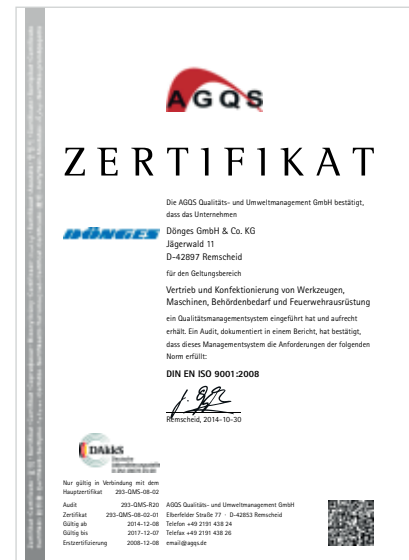 AGQS
ZERTIFIKAT
Die AGQS Qualitäts- und Umweltmanagement GmbH bestätigt,
dass das Unternehmen
DÖNGES
Dönges GmbH & Co. KG
Jägerwald 11
D-42897 Remscheid
für den Geltungsbereich
Vertrieb und Konfektionierung von Werkzeugen,
Maschinen, Behördenbedarf und Feuerwehrausrüstung
ein Qualitätsmanagementsystem eingeführt hat und aufrecht
erhält. Ein Audit, dokumentiert in einem Bericht, hat bestätigt,
dass dieses Managementsystem die Anforderungen der folgenden
Norm erfüllt:
DIN EN ISO 9001:2008
Remscheid, 2014-10-30
DAkkS
Deutsche
Akkreditierungsstelle
Nur gültig in Verbindung mit dem
Hauptzertifikat 293-QMS-08-02
Audit 293-QMS-R20 AGQS Qualitäts- und Umweltmanagement GmbH
Zertifikat 293-QMS-08-02-01 Elberfelder Straße 77 · D-42853 Remscheid
Gültig ab 2014-12-08 Telefon +49 2191 438 24
Gültig bis 2017-12-07 Telefax +49 2191 438 26
Erstzertifizierung 2008-12-08 email@agqs.de